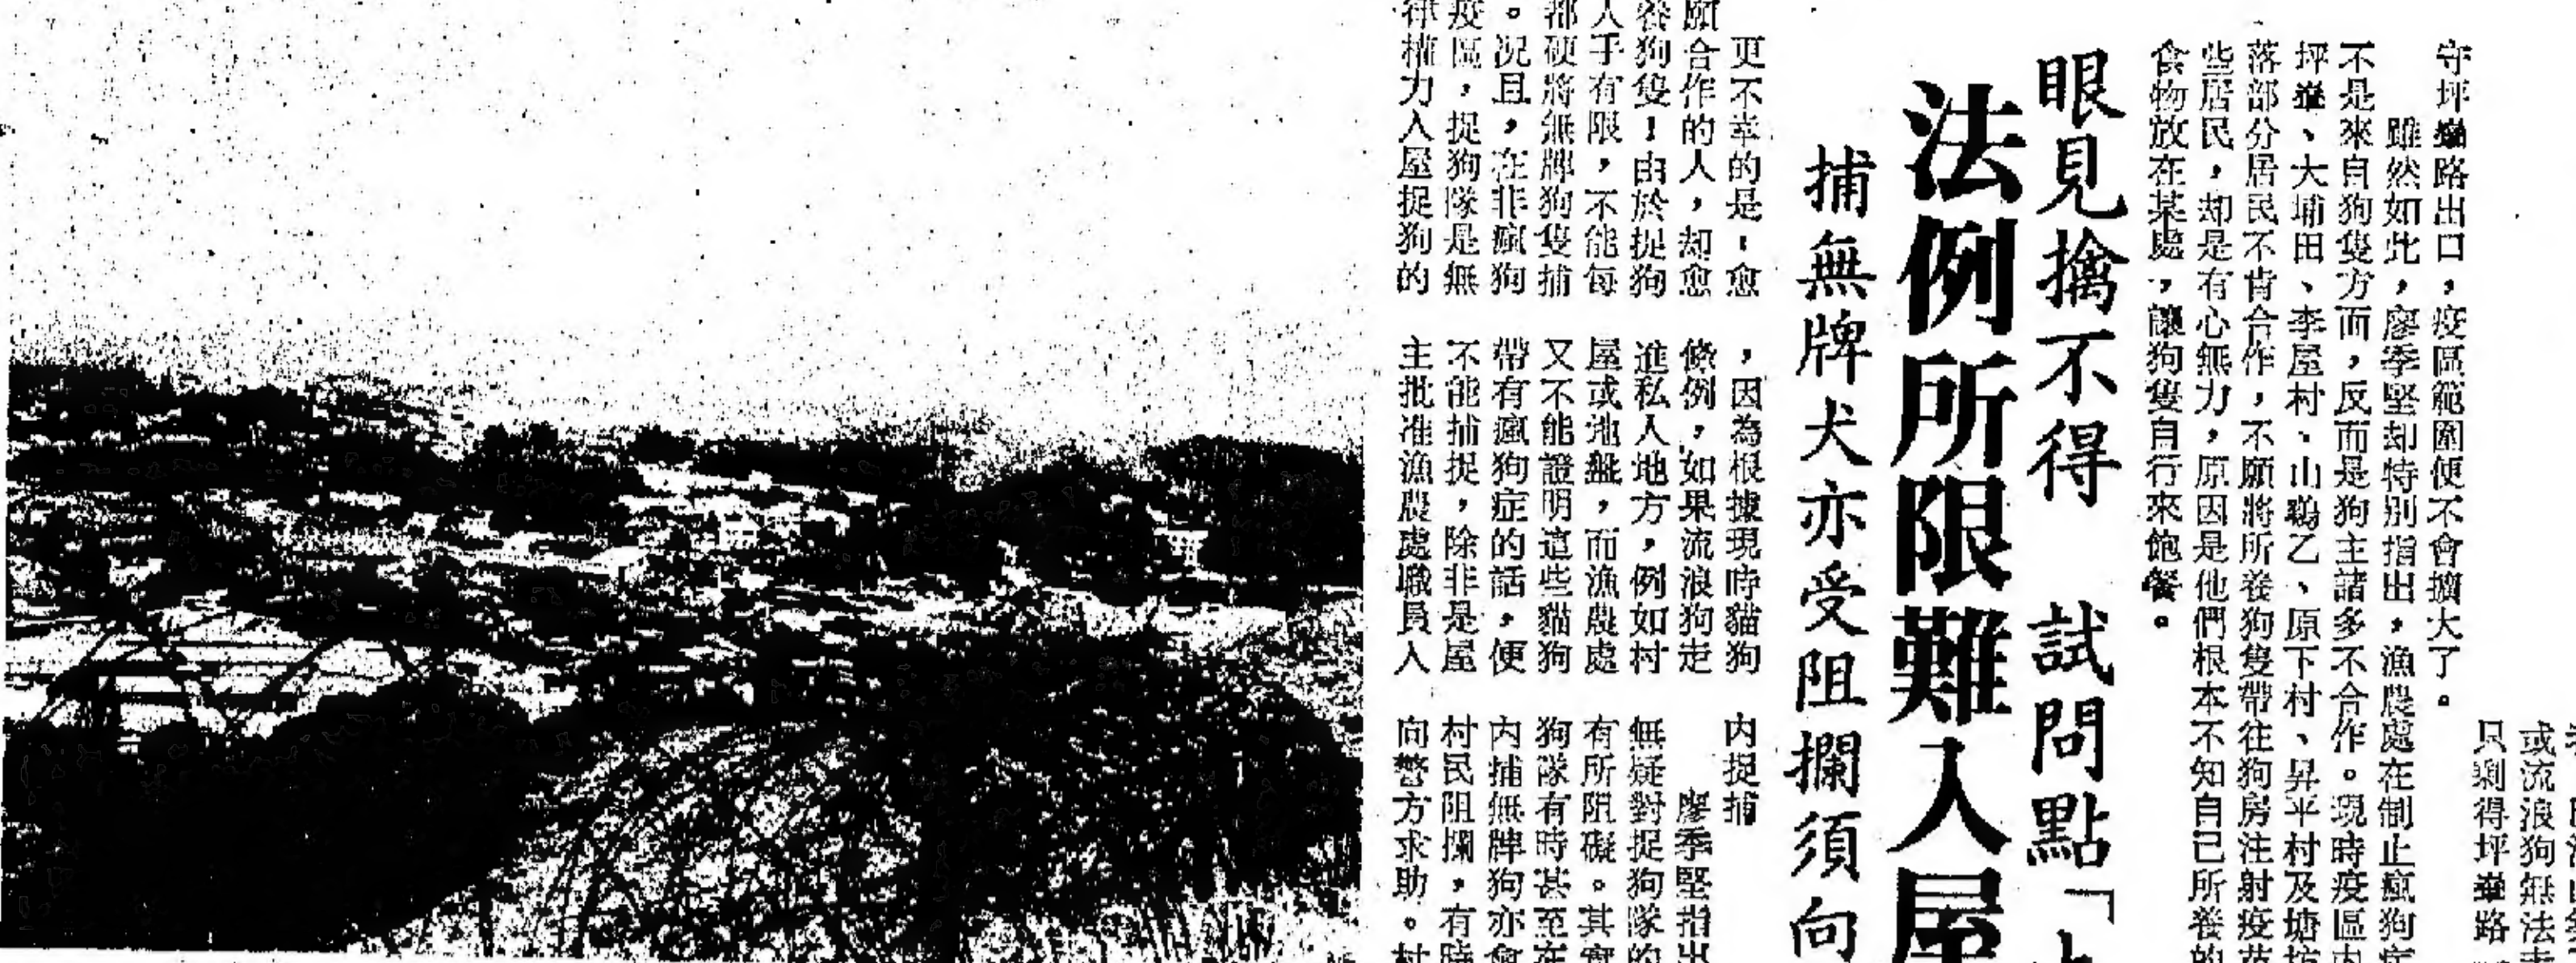 或流浪狗無法走
只剩得坪輋路
守坪輋路出口，疫區範圍便不會擴大了。
雖然如此，廖季堅却特別指出，漁農處在制止瘋狗症
不是來自狗隻方面，反而是狗主諸多不合作。現時疫區內
坪輋、大埔田、李屋村、山鷄乙、原下村、昇平村及塘坊
落部分居民不肯合作，不願將所養狗隻帶往狗房注射疫苗
些居民，却是有心無力，原因是他們根本不知自己所養的
食物放在某處，讓狗隻自行來飽餐。
眼見擒不得　試問點「
法例所限難入屋
捕無牌犬亦受阻攔須向
更不幸的是：愈
願合作的人，却愈
養狗隻！由於捉狗
人手有限，不能每
都硬將無牌狗隻捕
。况且，在非瘋狗
疫區，捉狗隊是無
律權力入屋捉狗的
，因為根據現時貓狗
條例，如果流浪狗走
進私人地方，例如村
屋或地盤，而漁農處
又不能證明這些貓狗
帶有瘋狗症的話，便
不能捕捉，除非是屋
主批准漁農處職員入
內捉捕
廖季堅指出
無疑對捉狗隊的
有所阻礙。其實
狗隊有時甚至在
內捕無牌狗亦會
村民阻攔，有時
向警方求助。村